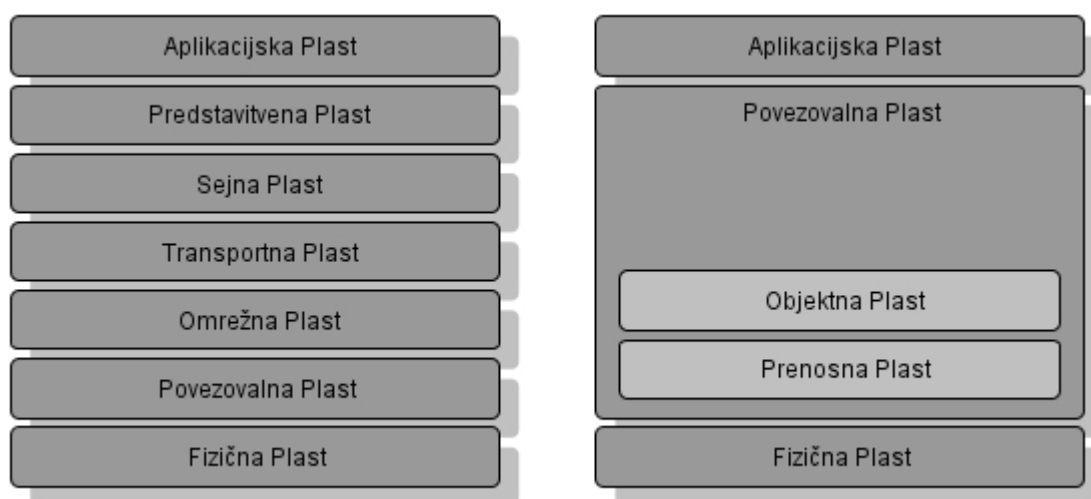 Aplikacijska Plast
Predstavitvena Plast
Sejna Plast
Transportna Plast
Omrežna Plast
Povezovalna Plast
Fizična Plast
Aplikacijska Plast
Povezovalna Plast
Objektna Plast
Prenosna Plast
Fizična Plast